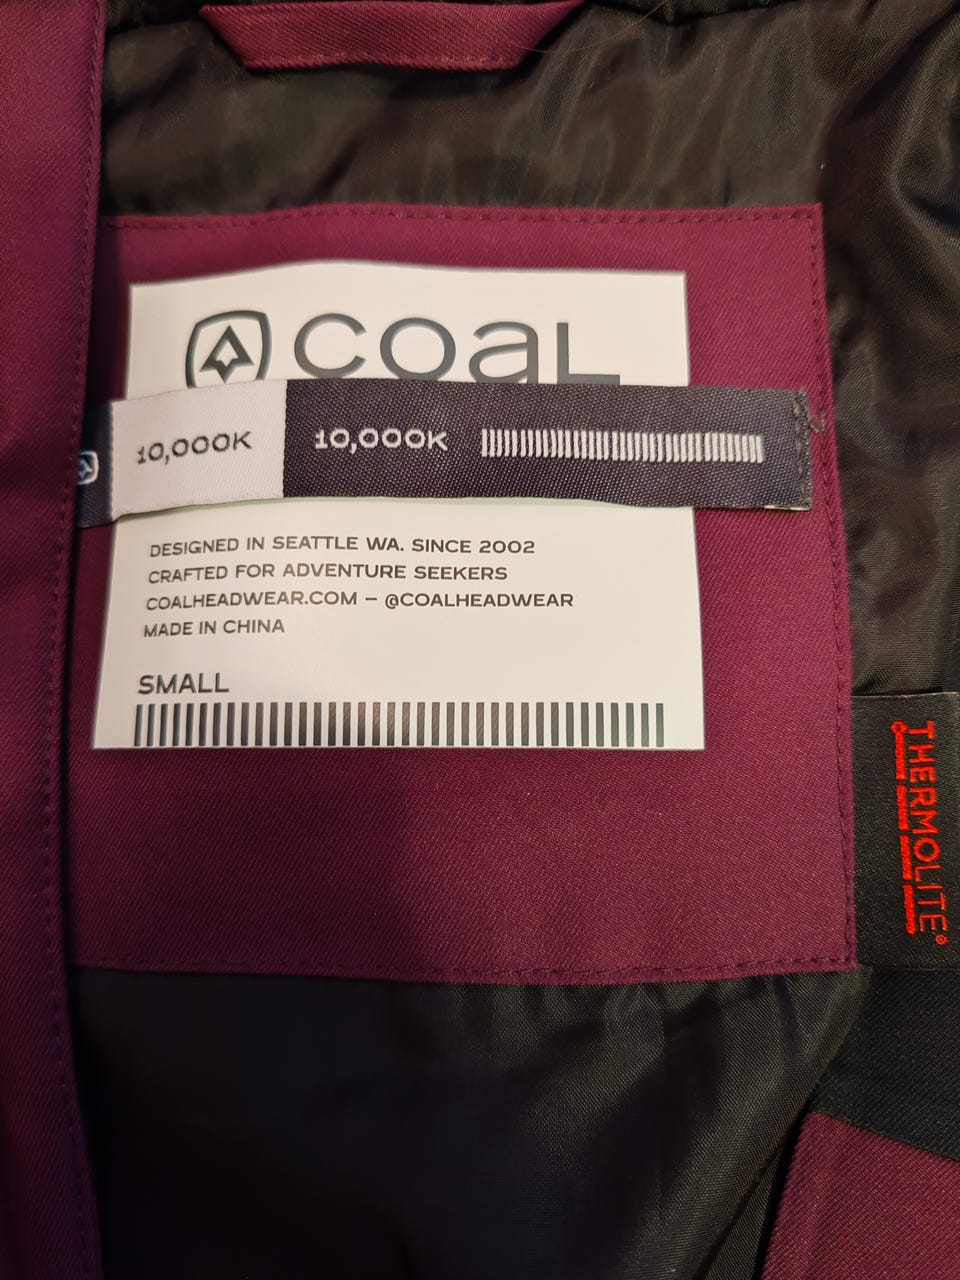 COAL
10,000K 10,000K
DESIGNED IN SEATTLE WA. SINCE 2002
CRAFTED FOR ADVENTURE SEEKERS
COALHEADWEAR.COM – @COALHEADWEAR
MADE IN CHINA
SMALL
THERMOLITE®